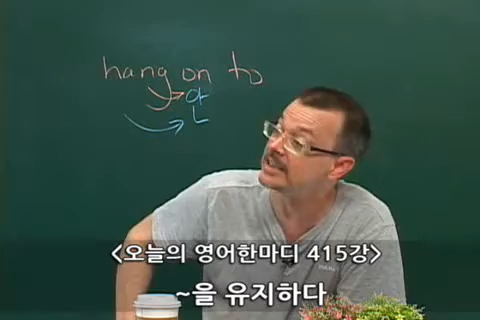 hang on to
안
<오늘의 영어한마디 415강>
~을 유지하다